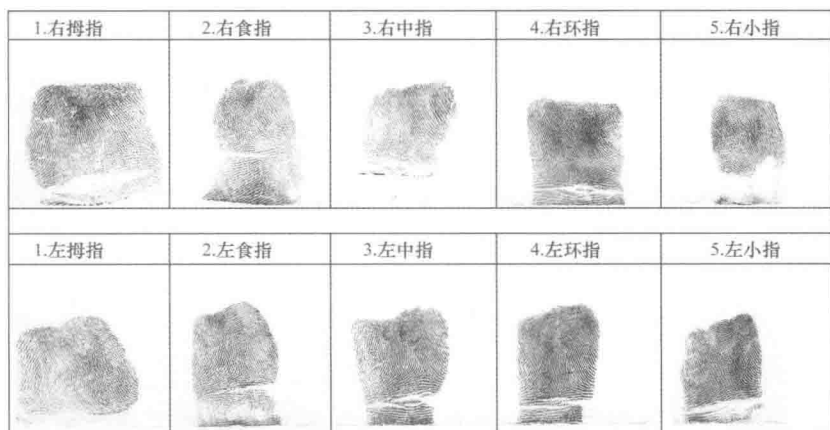 1.右拇指 2.右食指 3.右中指 4.右环指 5.右小指
1.左拇指 2.左食指 3.左中指 4.左环指 5.左小指